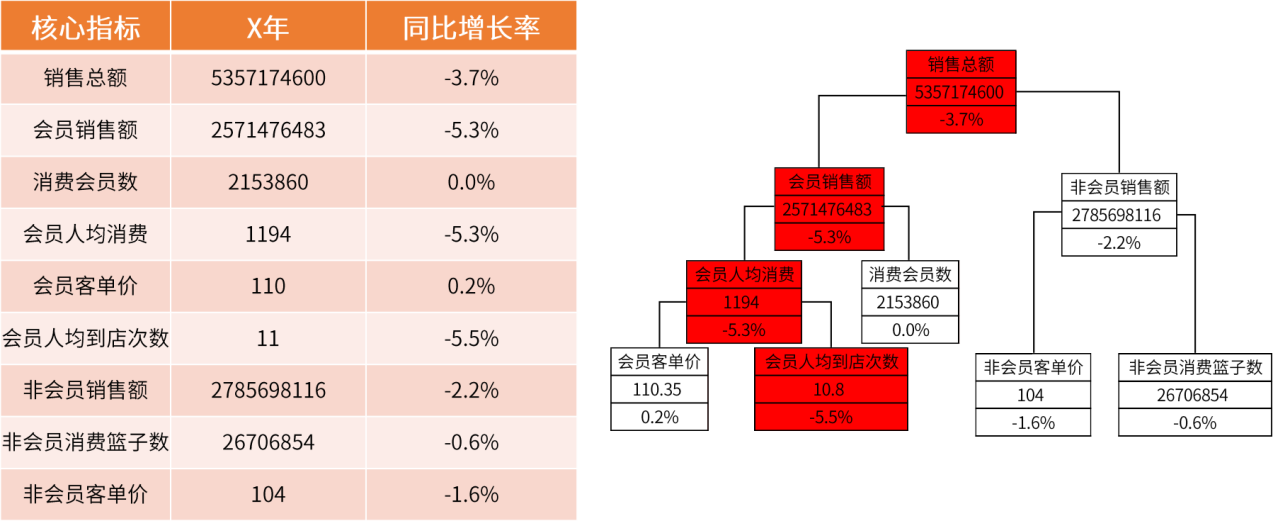 核心指标 X年 同比增长率
销售总额 5357174600 -3.7%
会员销售额 2571476483 -5.3%
消费会员数 2153860 0.0%
会员人均消费 1194 -5.3%
会员客单价 110 0.2%
会员人均到店次数 11 -5.5%
非会员销售额 2785698116 -2.2%
非会员消费篮子数 26706854 -0.6%
非会员客单价 104 -1.6%
销售总额
5357174600
-3.7%
会员销售额
2571476483
-5.3%
非会员销售额
2785698116
-2.2%
会员人均消费
1194
-5.3%
消费会员数
2153860
0.0%
会员客单价
110.35
0.2%
会员人均到店次数
10.8
-5.5%
非会员客单价
104
-1.6%
非会员消费篮子数
26706854
-0.6%